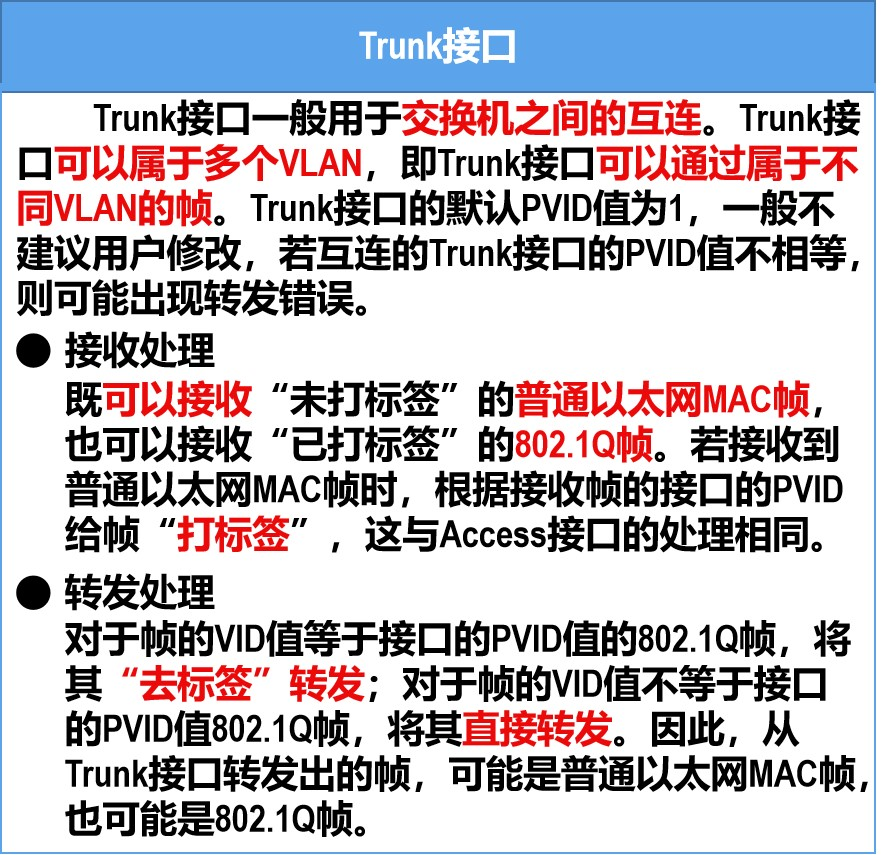 Trunk接口
Trunk接口一般用于交换机之间的互连。Trunk接
口可以属于多个VLAN，即Trunk接口可以通过属于不
同VLAN的帧。Trunk接口的默认PVID值为1，一般不
建议用户修改，若互连的Trunk接口的PVID值不相等，
则可能出现转发错误。
● 接收处理
既可以接收“未打标签”的普通以太网MAC帧，
也可以接收“已打标签”的802.1Q帧。若接收到
普通以太网MAC帧时，根据接收帧的接口的PVID
给帧“打标签”，这与Access接口的处理相同。
● 转发处理
对于帧的VID值等于接口的PVID值的802.1Q帧，将
其“去标签”转发；对于帧的VID值不等于接口
的PVID值802.1Q帧，将其直接转发。因此，从
Trunk接口转发出的帧，可能是普通以太网MAC帧，
也可能是802.1Q帧。